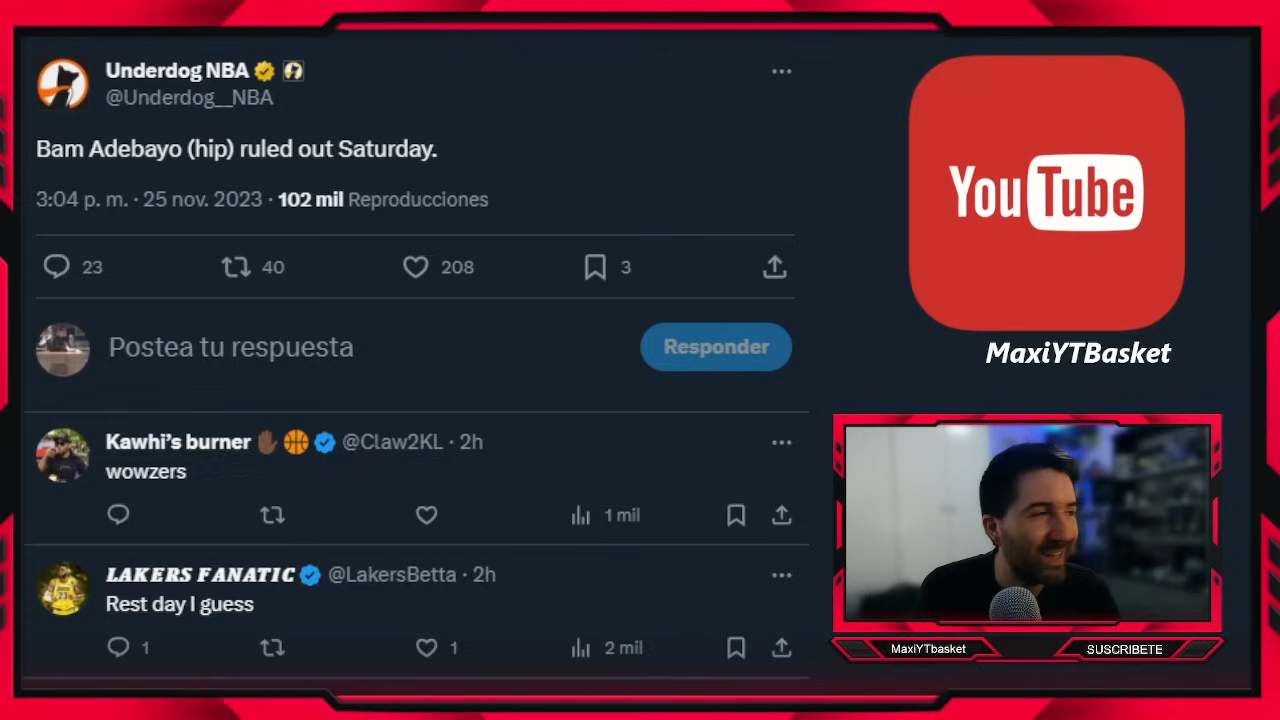 Underdog NBA
@Underdog__NBA
Bam Adebayo (hip) ruled out Saturday.
3:04 p. m. · 25 nov. 2023 · 102 mil Reproducciones
23 40 208 3
Postea tu respuesta
Responder
Kawhi's burner @Claw2KL · 2h
wowzers
1 mil
LAKERS FANATIC @LakersBetta · 2h
Rest day I guess
1 1 2 mil
YouTube
MaxiYTBasket
MaxiYTbasket
SUSCRIBETE